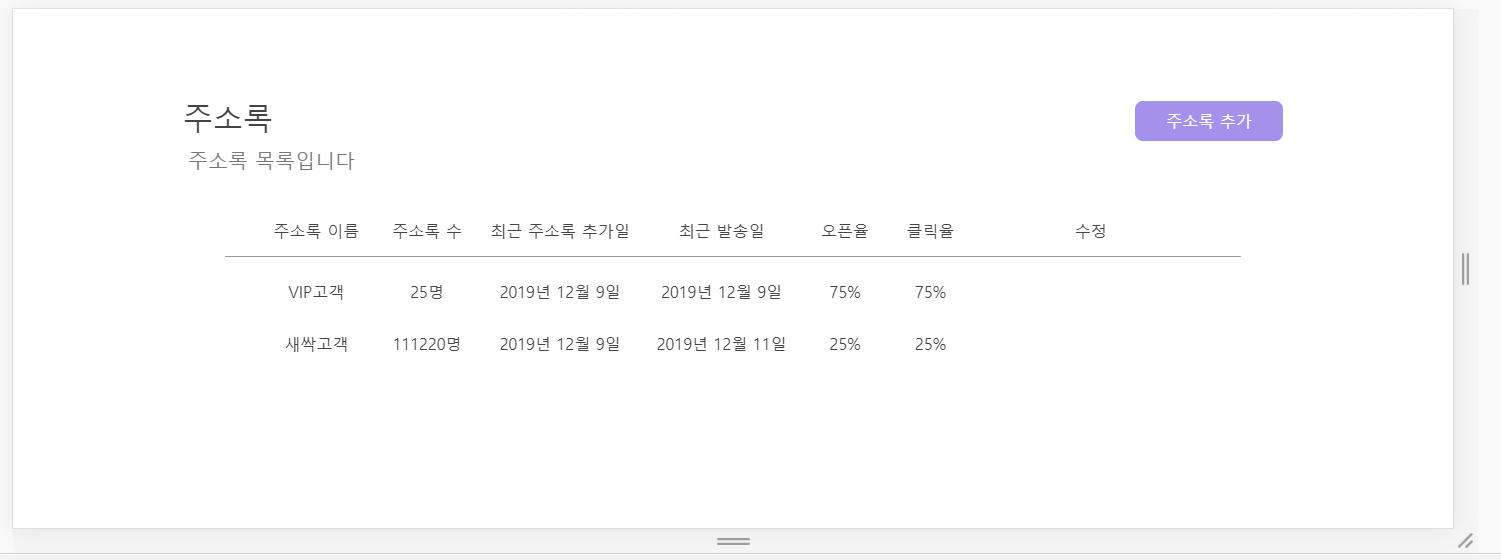 주소록
주소록 추가
주소록 목록입니다
주소록 이름 주소록 수 최근 주소록 추가일 최근 발송일 오픈율 클릭율 수정
VIP고객 25명 2019년 12월 9일 2019년 12월 9일 75% 75%
새싹고객 111220명 2019년 12월 9일 2019년 12월 11일 25% 25%